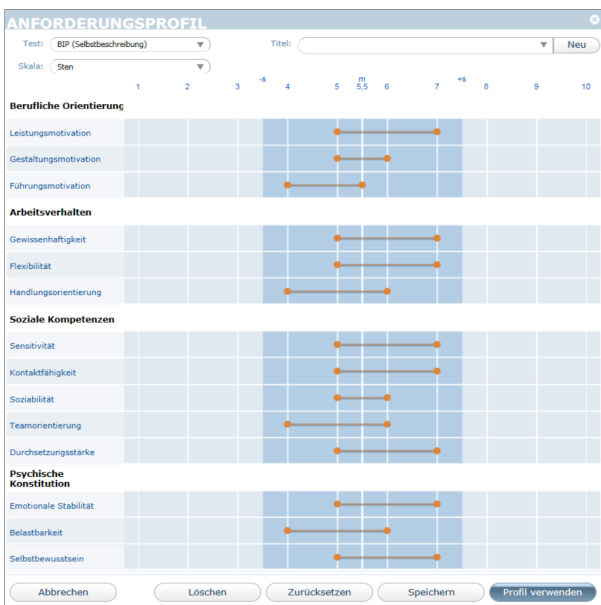 ANFORDERUNGSPROFIL
Test: BIP (Selbstbeschreibung) Titel: Neu
Skala: Sten
-s m +s
1 2 3 4 5 5,5 6 7 8 9 10
Berufliche Orientierung
Leistungsmotivation
Gestaltungsmotivation
Führungsmotivation
Arbeitsverhalten
Gewissenhaftigkeit
Flexibilität
Handlungsorientierung
Soziale Kompetenzen
Sensitivität
Kontaktfähigkeit
Soziabilität
Teamorientierung
Durchsetzungsstärke
Psychische
Konstitution
Emotionale Stabilität
Belastbarkeit
Selbstbewusstsein
Abbrechen Löschen Zurücksetzen Speichern Profil verwenden